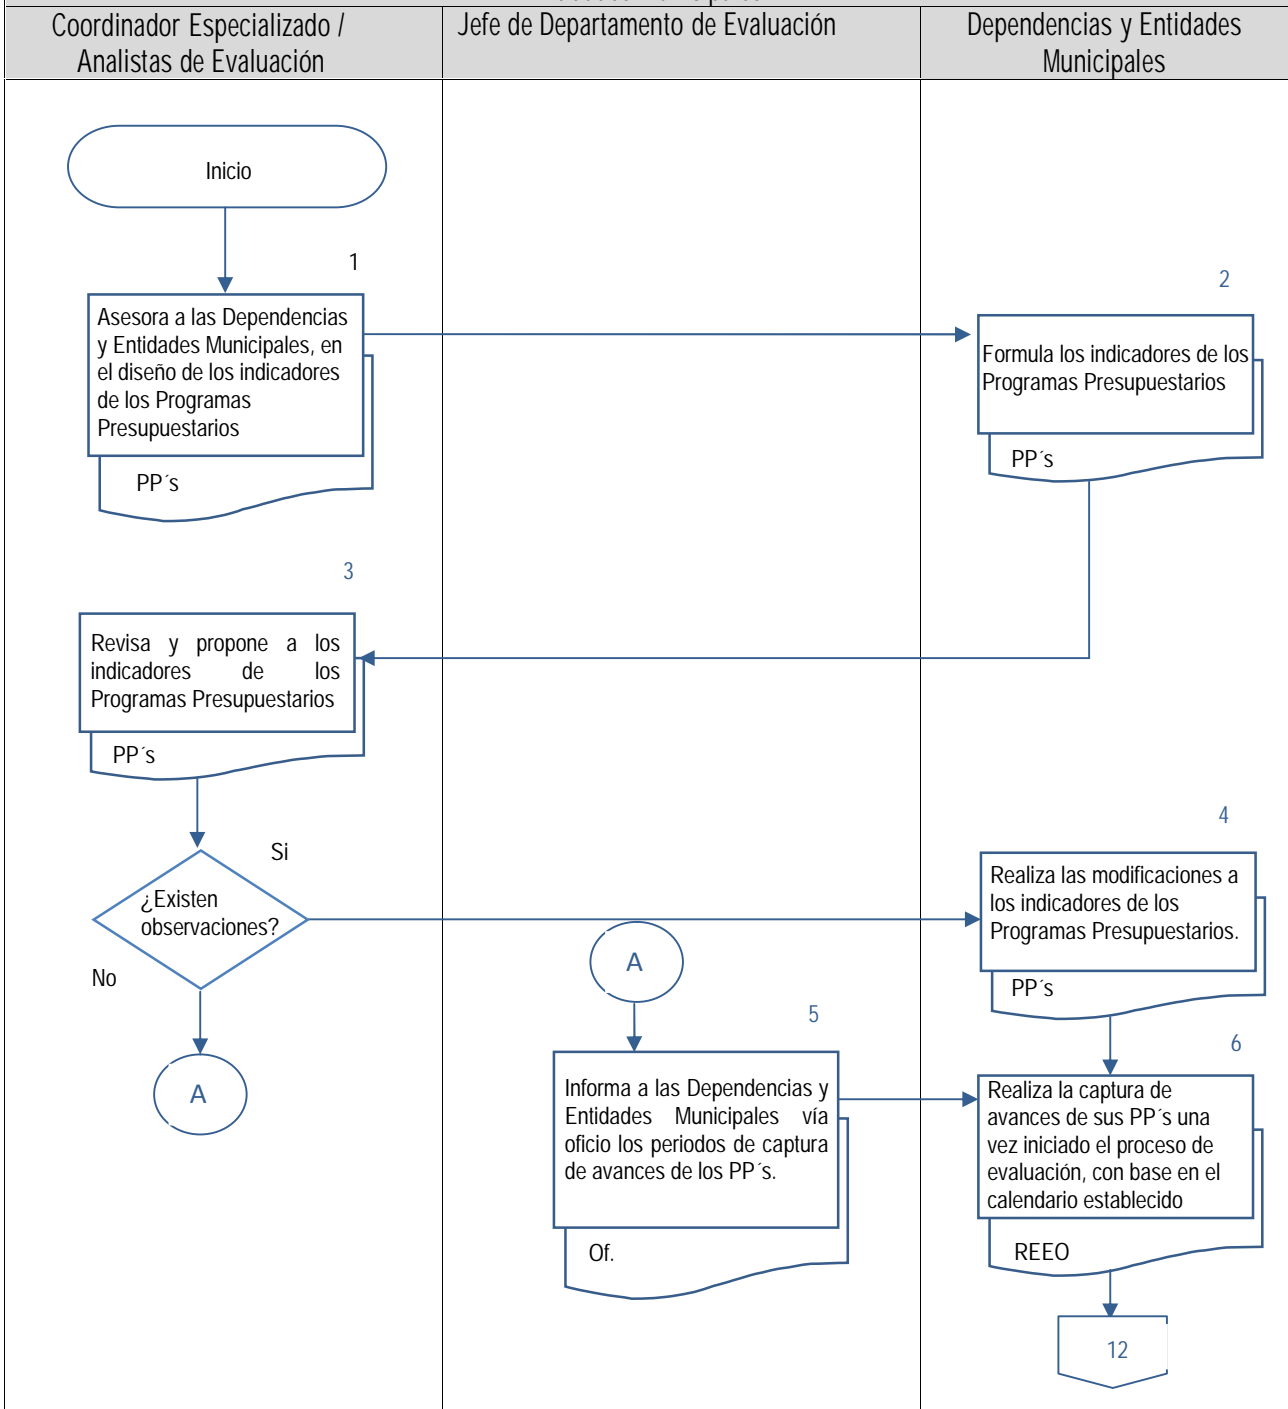 Coordinador Especializado /
Analistas de Evaluación
Jefe de Departamento de Evaluación
Dependencias y Entidades
Municipales
Inicio
1
Asesora a las Dependencias
y Entidades Municipales, en
el diseño de los indicadores
de los Programas
Presupuestarios
PP´s
2
Formula los indicadores de los
Programas Presupuestarios
PP´s
3
Revisa y propone a los
indicadores de los
Programas Presupuestarios
PP´s
¿Existen
observaciones?
Si
No
A
4
Realiza las modificaciones a
los indicadores de los
Programas Presupuestarios.
PP´s
A
5
Informa a las Dependencias y
Entidades Municipales vía
oficio los periodos de captura
de avances de los PP´s.
Of.
6
Realiza la captura de
avances de sus PP´s una
vez iniciado el proceso de
evaluación, con base en el
calendario establecido
REEO
12